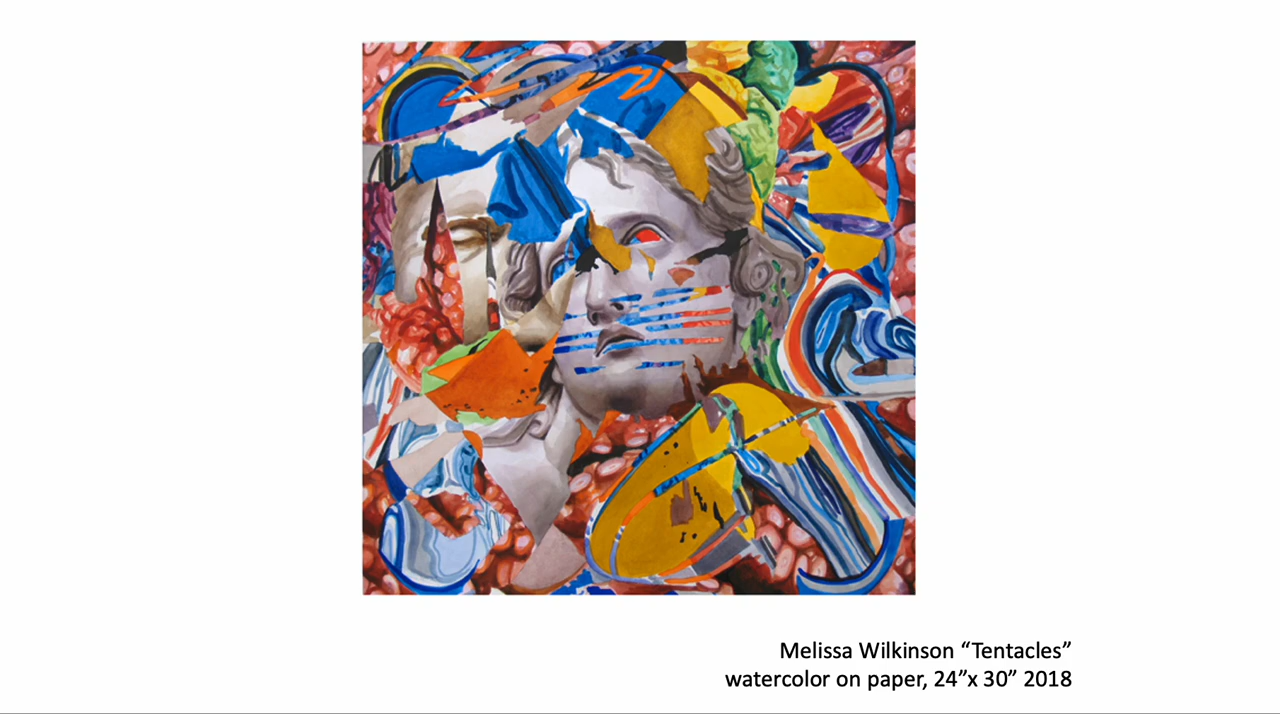 Melissa Wilkinson “Tentacles”
watercolor on paper, 24”x 30” 2018